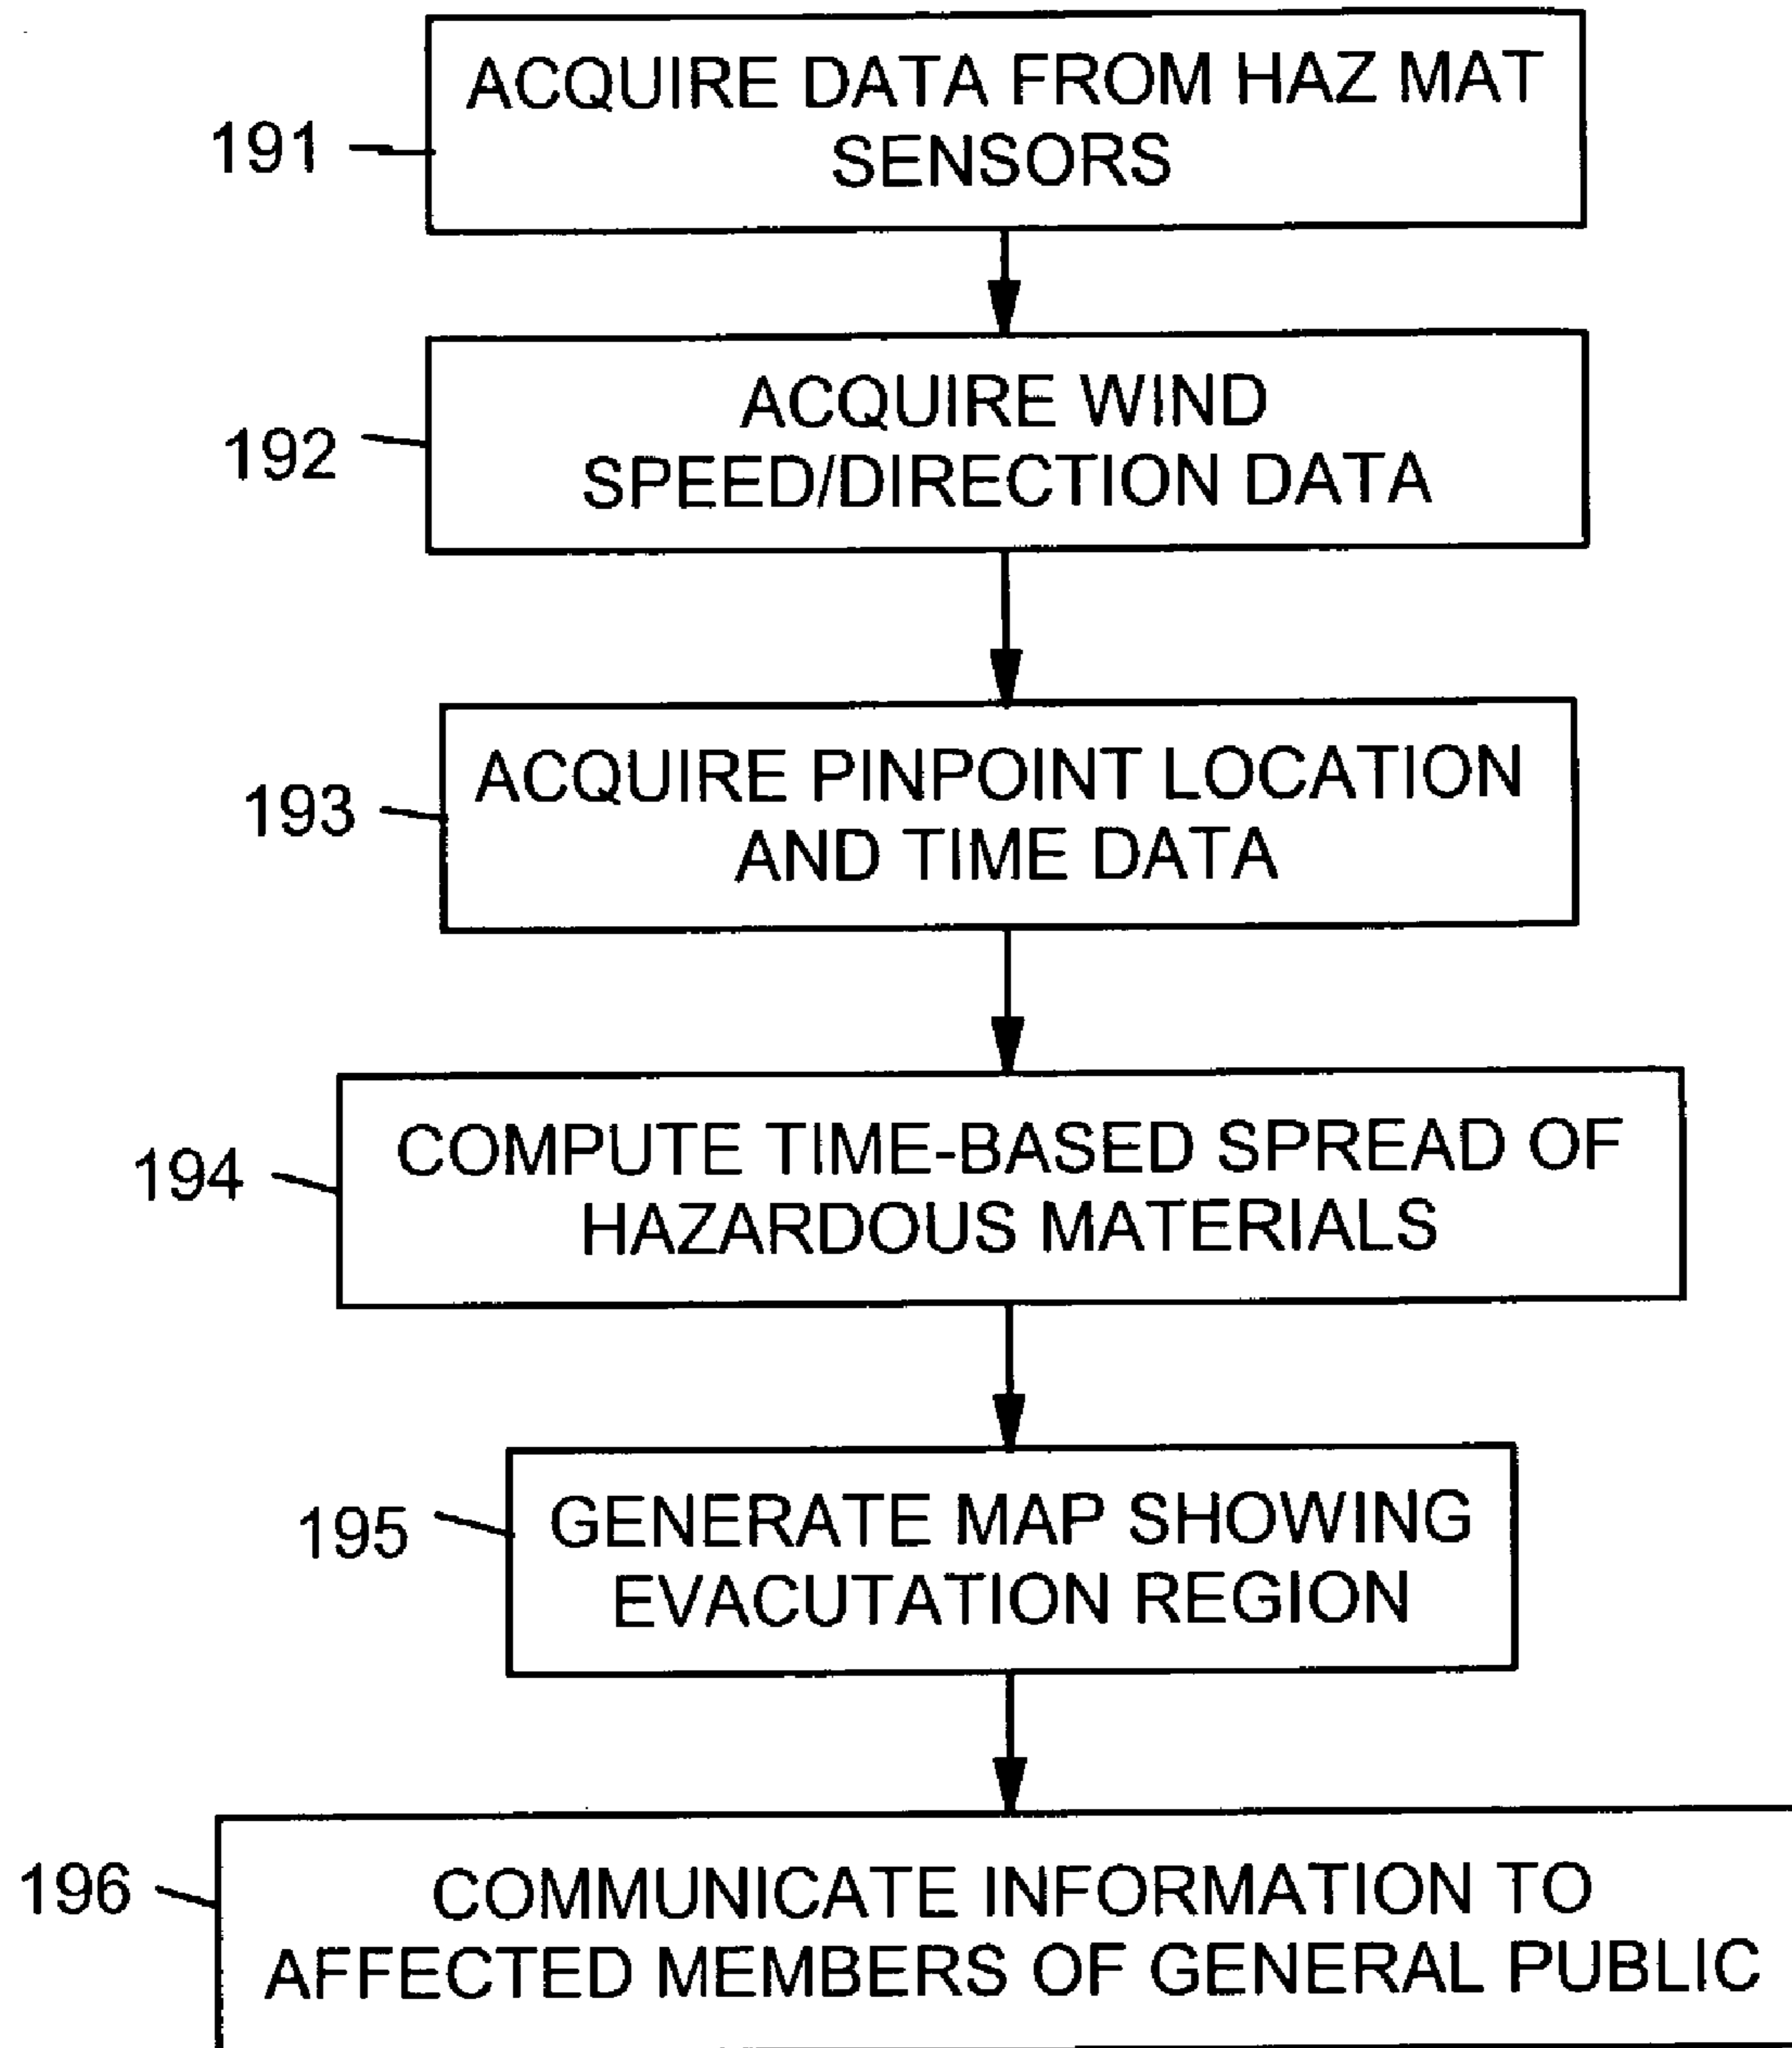 ACQUIRE DATA FROM HAZ MAT
SENSORS
191
ACQUIRE WIND
SPEED/DIRECTION DATA
192
ACQUIRE PINPOINT LOCATION
AND TIME DATA
193
COMPUTE TIME-BASED SPREAD OF
HAZARDOUS MATERIALS
194
GENERATE MAP SHOWING
EVACUTATION REGION
195
COMMUNICATE INFORMATION TO
AFFECTED MEMBERS OF GENERAL PUBLIC
196